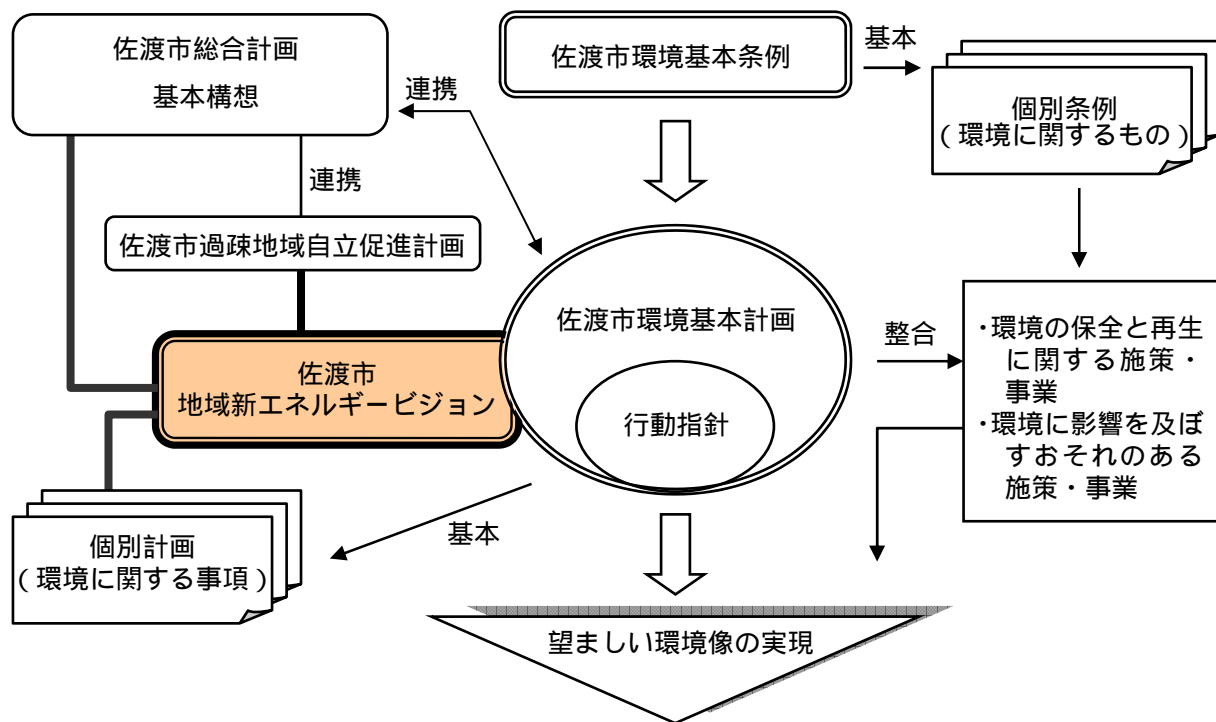 佐渡市総合計画
基本構想
佐渡市環境基本条例
基本
個別条例
(環境に関するもの)
連携
連携
佐渡市過疎地域自立促進計画
佐渡市環境基本計画
行動指針
整合
・環境の保全と再生
に関する施策・
事業
・環境に影響を及ぼ
すおそれのある
施策・事業
佐渡市
地域新エネルギービジョン
個別計画
(環境に関する事項)
基本
望ましい環境像の実現